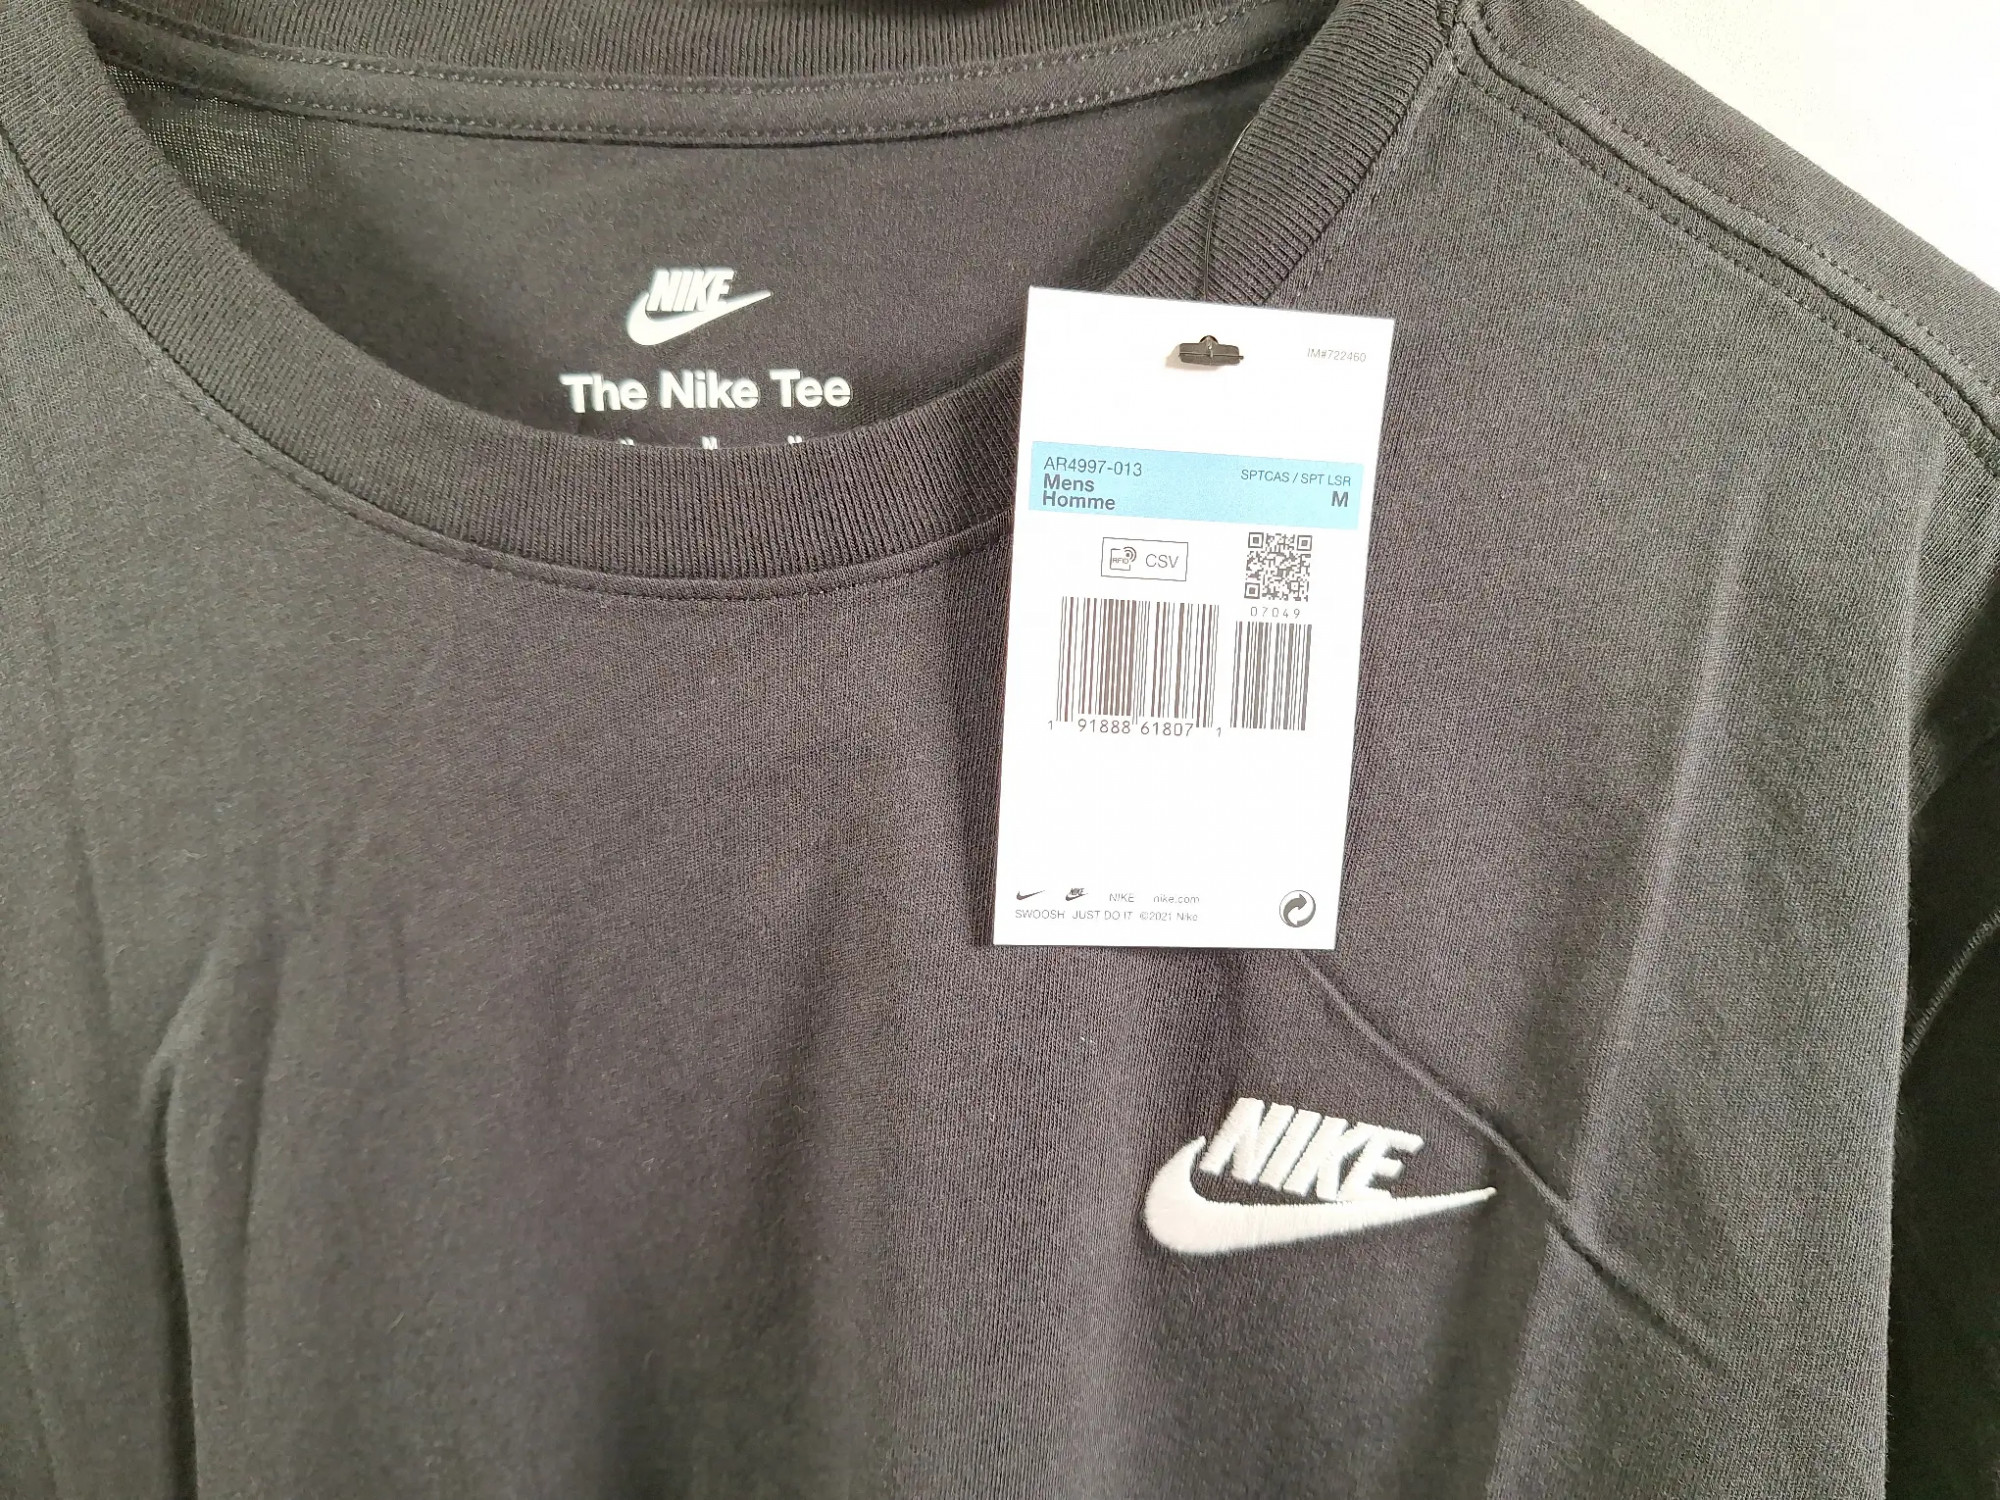 NIKE
The Nike Tee
M M M
IM#722460
AR4997-013
Mens
Homme
SPTCAS / SPT LSR
M
RFID CSV
07049
1 91888 61807 1
NIKE NIKE nike.com
SWOOSH JUST DO IT ©2021 Nike
NIKE